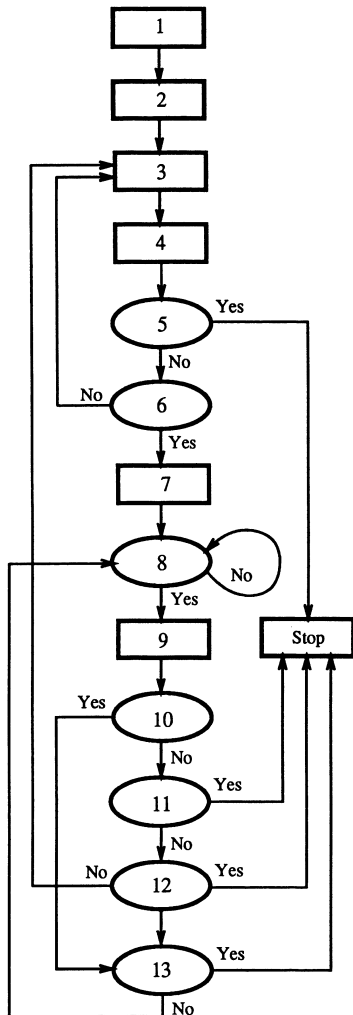 1
2
3
4
5
Yes
No
No
6
Yes
7
8
No
Yes
9
Stop
Yes
10
No
11
Yes
No
No
12
Yes
13
Yes
No